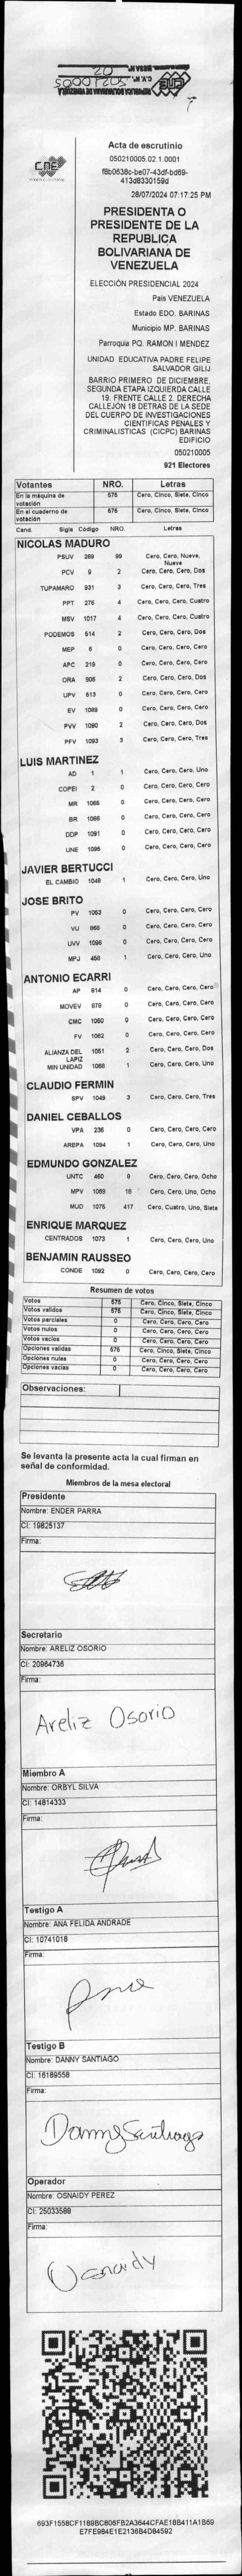 CNE
Acta de escrutinio
050210005.02.1.0001
f8b0638c-be07-43df-bd89-
413d8330159d
28/07/2024 07:17:25 PM
PRESIDENTA O
PRESIDENTE DE LA
REPUBLICA
BOLIVARIANA DE
VENEZUELA
ELECCIÓN PRESIDENCIAL 2024
País VENEZUELA
Estado EDO. BARINAS
Municipio MP. BARINAS
Parroquia PQ. RAMON I MENDEZ
UNIDAD EDUCATIVA PADRE FELIPE
SALVADOR GILIJ
BARRIO PRIMERO DE DICIEMBRE,
SEGUNDA ETAPA IZQUIERDA CALLE
19. FRENTE CALLE 2. DERECHA
CALLEJON 18 DETRAS DE LA SEDE
DEL CUERPO DE INVESTIGACIONES
CIENTIFICAS PENALES Y
CRIMINALISTICAS (CICPC) BARINAS
EDIFICIO
050210005
921 Electores
Votantes NRO. Letras
En la máquina de votación 575 Cero, Cinco, Siete, Cinco
En el cuaderno de votación 575 Cero, Cinco, Siete, Cinco
Cand. Sigla Código NRO. Letras
NICOLAS MADURO
PSUV 269 99 Cero, Cero, Nueve, Nueve
PCV 9 2 Cero, Cero, Cero, Dos
TUPAMARO 931 3 Cero, Cero, Cero, Tres
PPT 276 4 Cero, Cero, Cero, Cuatro
MSV 1017 4 Cero, Cero, Cero, Cuatro
PODEMOS 514 2 Cero, Cero, Cero, Dos
MEP 6 0 Cero, Cero, Cero, Cero
APC 219 0 Cero, Cero, Cero, Cero
ORA 906 2 Cero, Cero, Cero, Dos
UPV 613 0 Cero, Cero, Cero, Cero
EV 1089 0 Cero, Cero, Cero, Cero
PVV 1090 2 Cero, Cero, Cero, Dos
PFV 1093 3 Cero, Cero, Cero, Tres
LUIS MARTINEZ
AD 1 1 Cero, Cero, Cero, Uno
COPEI 2 0 Cero, Cero, Cero, Cero
MR 1065 0 Cero, Cero, Cero, Cero
BR 1066 0 Cero, Cero, Cero, Cero
DDP 1091 0 Cero, Cero, Cero, Cero
UNE 1095 0 Cero, Cero, Cero, Cero
JAVIER BERTUCCI
EL CAMBIO 1048 1 Cero, Cero, Cero, Uno
JOSE BRITO
PV 1053 0 Cero, Cero, Cero, Cero
VU 868 0 Cero, Cero, Cero, Cero
UVV 1096 0 Cero, Cero, Cero, Cero
MPJ 458 1 Cero, Cero, Cero, Uno
ANTONIO ECARRI
AP 814 0 Cero, Cero, Cero, Cero
MOVEV 979 0 Cero, Cero, Cero, Cero
CMC 1050 0 Cero, Cero, Cero, Cero
FV 1062 0 Cero, Cero, Cero, Cero
ALIANZA DEL LAPIZ 1051 2 Cero, Cero, Cero, Dos
MIN UNIDAD 1068 1 Cero, Cero, Cero, Uno
CLAUDIO FERMIN
SPV 1049 3 Cero, Cero, Cero, Tres
DANIEL CEBALLOS
VPA 236 0 Cero, Cero, Cero, Cero
AREPA 1094 1 Cero, Cero, Cero, Uno
EDMUNDO GONZALEZ
UNTC 460 8 Cero, Cero, Cero, Ocho
MPV 1069 18 Cero, Cero, Uno, Ocho
MUD 1075 417 Cero, Cuatro, Uno, Siete
ENRIQUE MARQUEZ
CENTRADOS 1073 1 Cero, Cero, Cero, Uno
BENJAMIN RAUSSEO
CONDE 1092 0 Cero, Cero, Cero, Cero
Resumen de votos
Votos 575 Cero, Cinco, Siete, Cinco
Votos validos 575 Cero, Cinco, Siete, Cinco
Votos parciales 0 Cero, Cero, Cero, Cero
Votos nulos 0 Cero, Cero, Cero, Cero
Votos vacios 0 Cero, Cero, Cero, Cero
Opciones validas 575 Cero, Cinco, Siete, Cinco
Opciones nulas 0 Cero, Cero, Cero, Cero
Opciones vacias 0 Cero, Cero, Cero, Cero
Observaciones:
Se levanta la presente acta la cual firman en
señal de conformidad.
Miembros de la mesa electoral
Presidente
Nombre: ENDER PARRA
CI: 19825137
Firma:
Secretario
Nombre: ARELIZ OSORIO
CI: 20964736
Firma:
Areliz Osorio
Miembro A
Nombre: ORBYL SILVA
CI: 14814333
Firma:
Testigo A
Nombre: ANA FELIDA ANDRADE
CI: 10741018
Firma:
Testigo B
Nombre: DANNY SANTIAGO
CI: 16189558
Firma:
Danny Santiago
Operador
Nombre: OSNAIDY PEREZ
CI: 25033588
Firma:
Osnaidy
693F1558CF1189BC806FB2A3644CFAE18B411A1B69
E7FE984E1E2136B4D84592